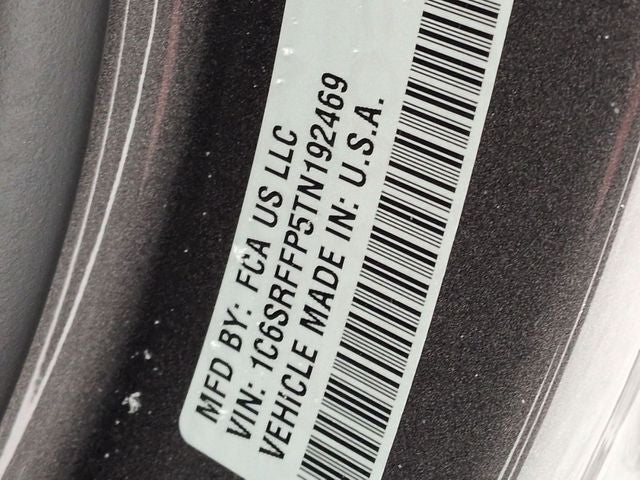 MFD BY: FCA US LLC
VIN: 1C6SRFFP5TN192469
VEHICLE MADE IN: U.S.A.